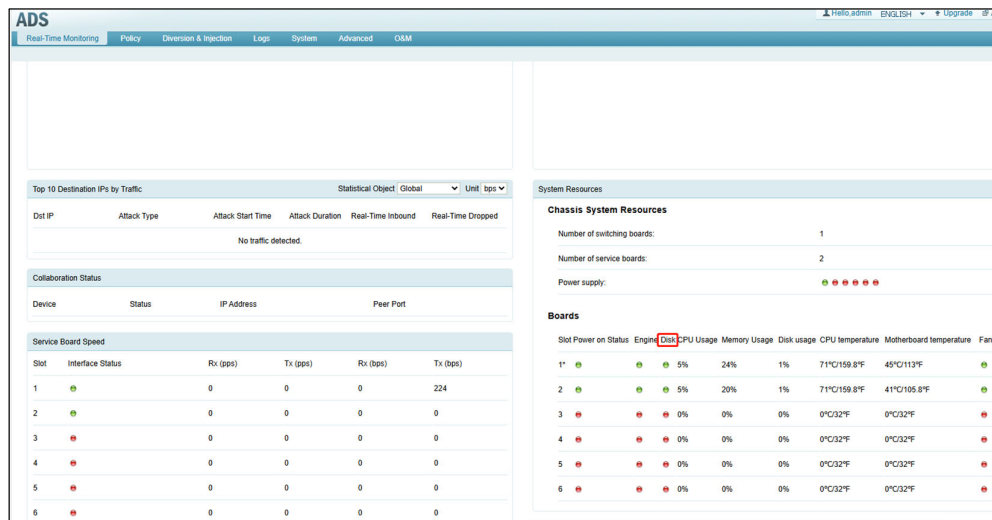 Hello,admin ENGLISH Upgrade
ADS
Real-Time Monitoring Policy Diversion & Injection Logs System Advanced O&M
Top 10 Destination IPs by Traffic Statistical Object Global Unit bps
Dst IP Attack Type Attack Start Time Attack Duration Real-Time Inbound Real-Time Dropped
No traffic detected.
Collaboration Status
Device Status IP Address Peer Port
Service Board Speed
Slot Interface Status Rx (pps) Tx (pps) Rx (bps) Tx (bps)
1 0 0 0 224
2 0 0 0 0
3 0 0 0 0
4 0 0 0 0
5 0 0 0 0
6 0 0 0 0
System Resources
Chassis System Resources
Number of switching boards: 1
Number of service boards: 2
Power supply:
Boards
Slot Power on Status Engine Disk CPU Usage Memory Usage Disk usage CPU temperature Motherboard temperature Fan
1* 5% 24% 1% 71°C/159.8°F 45°C/113°F
2 5% 20% 1% 71°C/159.8°F 41°C/105.8°F
3 0% 0% 0% 0°C/32°F 0°C/32°F
4 0% 0% 0% 0°C/32°F 0°C/32°F
5 0% 0% 0% 0°C/32°F 0°C/32°F
6 0% 0% 0% 0°C/32°F 0°C/32°F